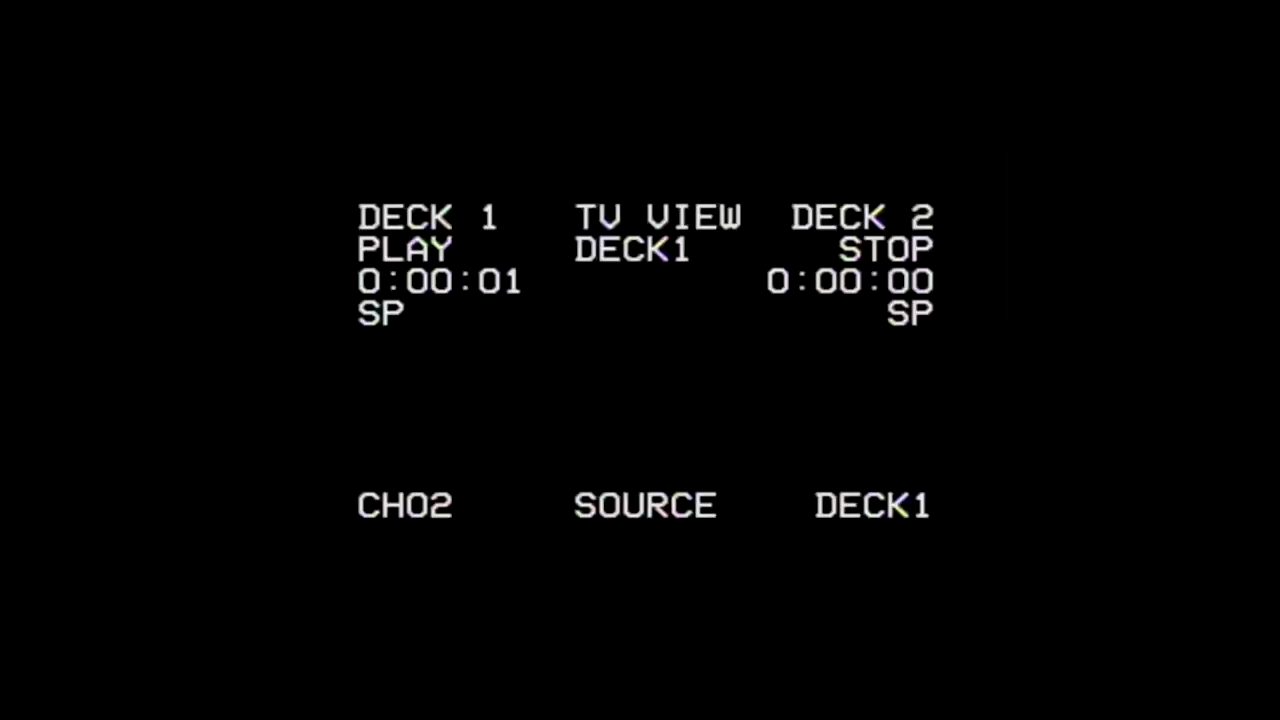 DECK 1 TV VIEW DECK 2
PLAY DECK1 STOP
0:00:01 0:00:00
SP SP
CH02 SOURCE DECK1